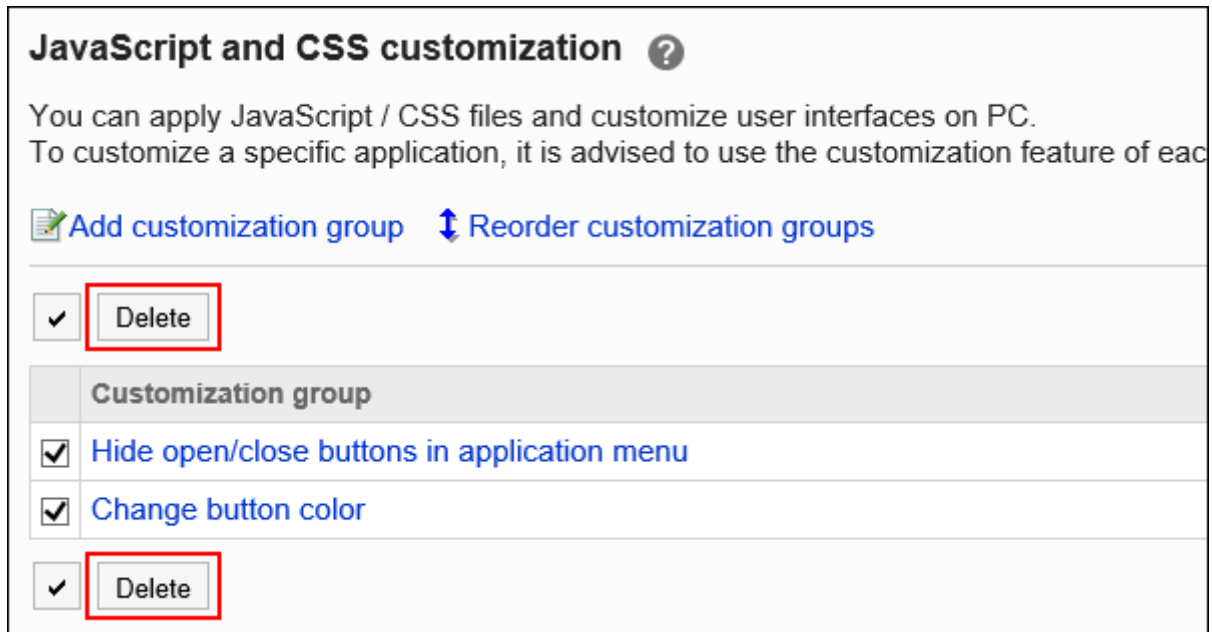 JavaScript and CSS customization ?
You can apply JavaScript / CSS files and customize user interfaces on PC.
To customize a specific application, it is advised to use the customization feature of eac
Add customization group Reorder customization groups
Delete
Customization group
Hide open/close buttons in application menu
Change button color
Delete